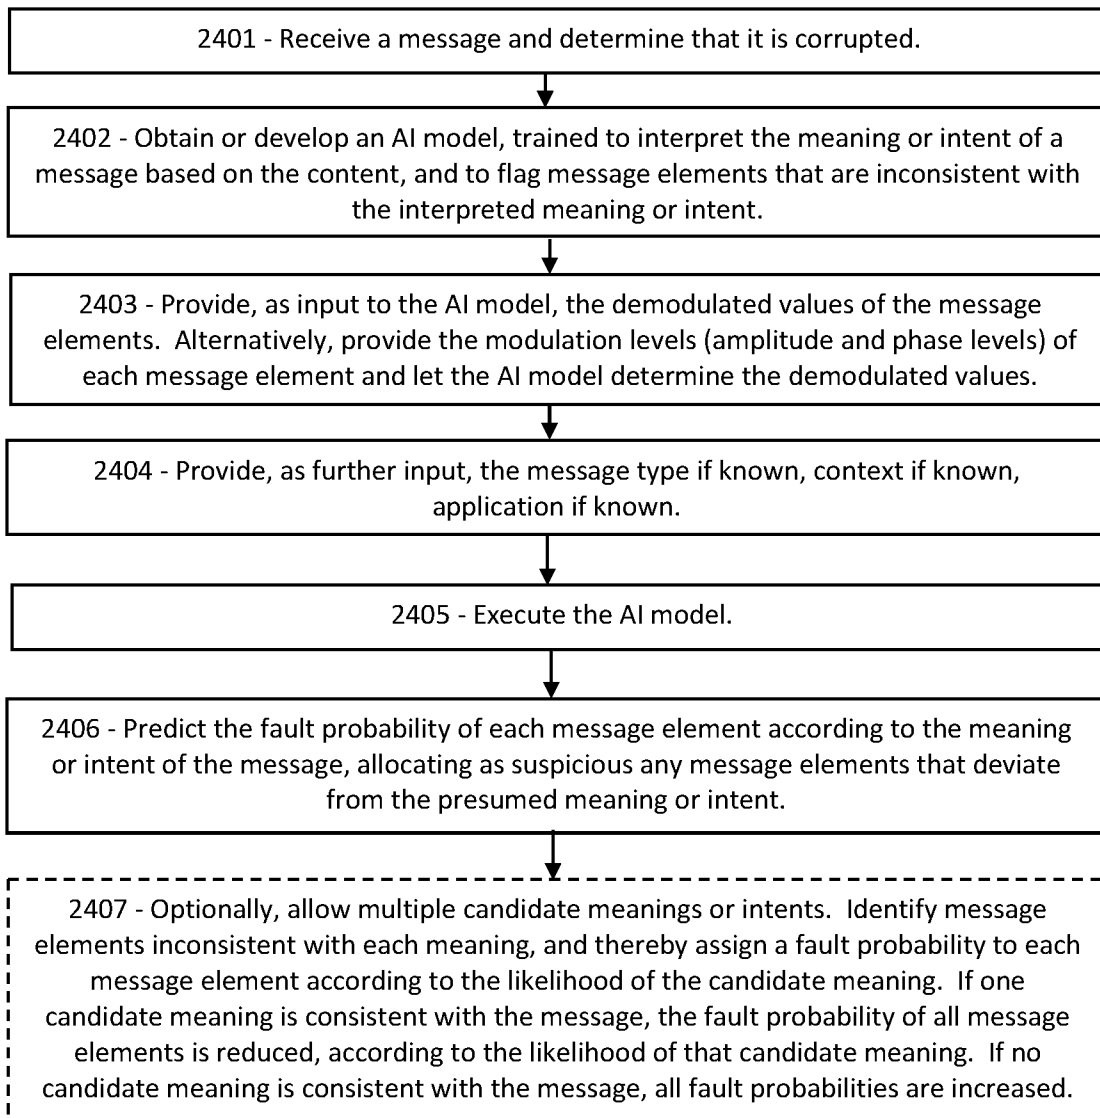 2401 - Receive a message and determine that it is corrupted.
2402 - Obtain or develop an AI model, trained to interpret the meaning or intent of a
message based on the content, and to flag message elements that are inconsistent with
the interpreted meaning or intent.
2403 - Provide, as input to the AI model, the demodulated values of the message
elements.  Alternatively, provide the modulation levels (amplitude and phase levels) of
each message element and let the AI model determine the demodulated values.
2404 - Provide, as further input, the message type if known, context if known,
application if known.
2405 - Execute the AI model.
2406 - Predict the fault probability of each message element according to the meaning
or intent of the message, allocating as suspicious any message elements that deviate
from the presumed meaning or intent.
2407 - Optionally, allow multiple candidate meanings or intents.  Identify message
elements inconsistent with each meaning, and thereby assign a fault probability to each
message element according to the likelihood of the candidate meaning.  If one
candidate meaning is consistent with the message, the fault probability of all message
elements is reduced, according to the likelihood of that candidate meaning.  If no
candidate meaning is consistent with the message, all fault probabilities are increased.